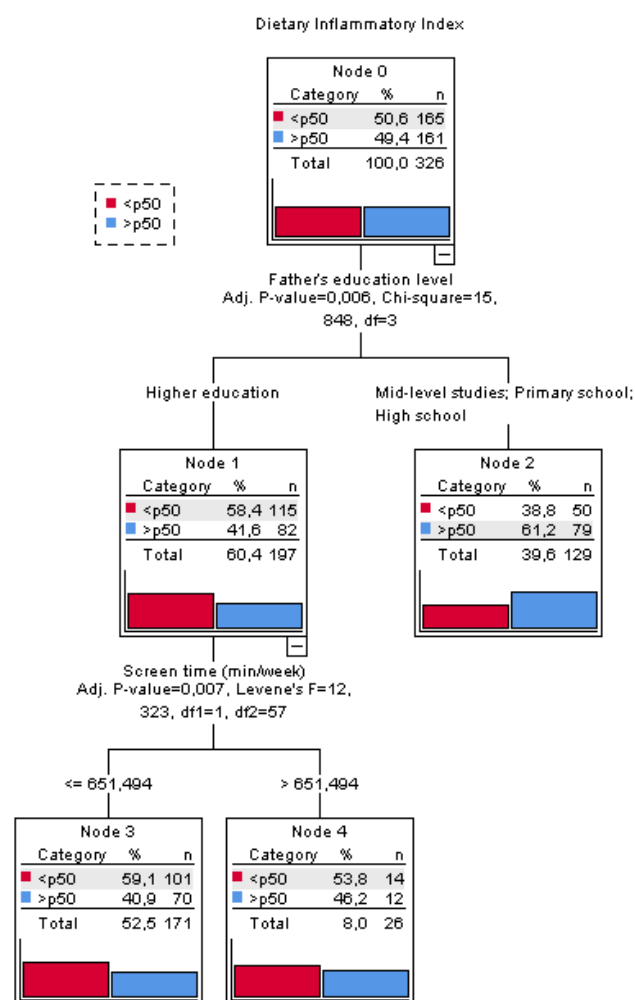 Dietary Inflammatory Index
Node 0
Category % n
<p50 50,6 165
>p50 49,4 161
Total 100,0 326
<p50
>p50
Father's education level
Adj. P-value=0,006, Chi-square=15,
848, df=3
Higher education
Mid-level studies; Primary school;
High school
Node 1
Category % n
<p50 58,4 115
>p50 41,6 82
Total 60,4 197
Node 2
Category % n
<p50 38,8 50
>p50 61,2 79
Total 39,6 129
Screen time (min/week)
Adj. P-value=0,007, Levene's F=12,
323, df1=1, df2=57
<= 651,494
> 651,494
Node 3
Category % n
<p50 59,1 101
>p50 40,9 70
Total 52,5 171
Node 4
Category % n
<p50 53,8 14
>p50 46,2 12
Total 8,0 26